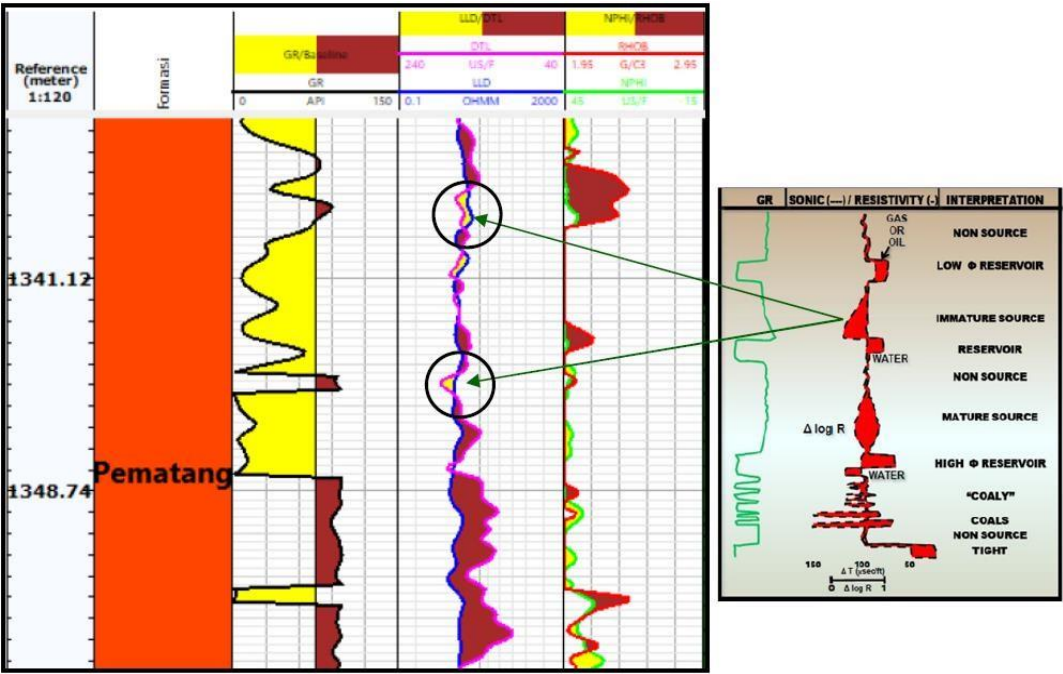 LLD/DTL
NPHI/RHOB
GR/Baseline
DTL
RHOB
Reference
(meter)
1:120
Formasi
240 US/F 40
1.95 G/C3 2.95
GR
LLD
NPHI
0 API 150
0.1 OHMM 2000
45 US/F -15
1341.12
Pematang
1348.74
GR
SONIC (---) / RESISTIVITY (-)
INTERPRETATION
GAS
OR
OIL
NON SOURCE
LOW Φ RESERVOIR
IMMATURE SOURCE
RESERVOIR
WATER
NON SOURCE
MATURE SOURCE
Δ log R
HIGH Φ RESERVOIR
WATER
"COALY"
COALS
NON SOURCE
TIGHT
150 100 50
Δ T (μsec/ft)
0 Δ log R 1